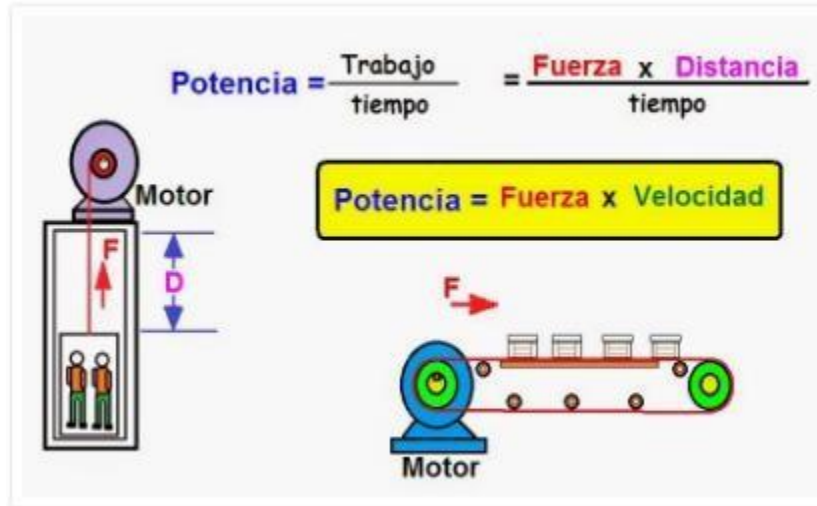 Potencia = Trabajo / tiempo = Fuerza x Distancia / tiempo
Potencia = Fuerza x Velocidad
Motor
F
D
F
Motor